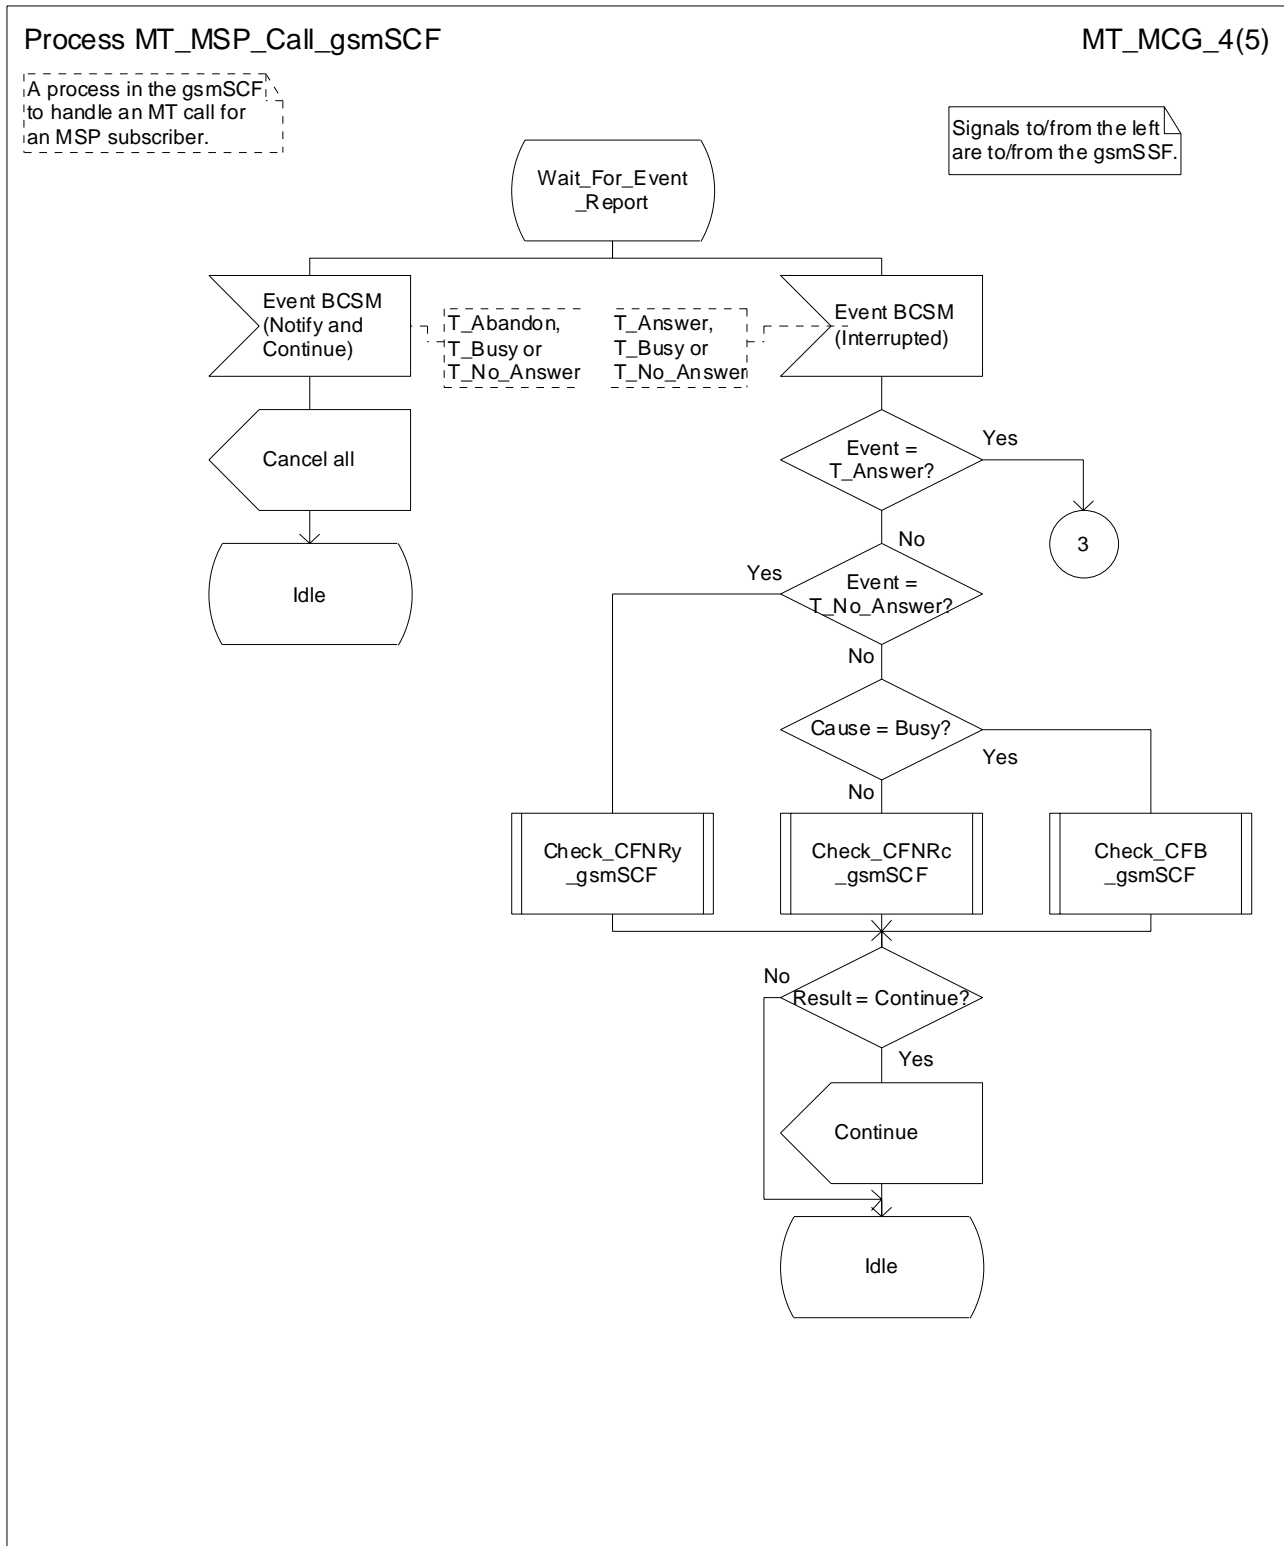 Process MT_MSP_Call_gsmSCF
MT_MCG_4(5)
A process in the gsmSCF
to handle an MT call for
an MSP subscriber.
Signals to/from the left
are to/from the gsmSSF.
Wait_For_Event
_Report
Event BCSM
(Notify and
Continue)
T_Abandon,
T_Busy or
T_No_Answer
T_Answer,
T_Busy or
T_No_Answer
Event BCSM
(Interrupted)
Cancel all
Event =
T_Answer?
Yes
3
No
Idle
Yes
Event =
T_No_Answer?
No
Cause = Busy?
Yes
No
Check_CFNRy
_gsmSCF
Check_CFNRc
_gsmSCF
Check_CFB
_gsmSCF
No
Result = Continue?
Yes
Continue
Idle